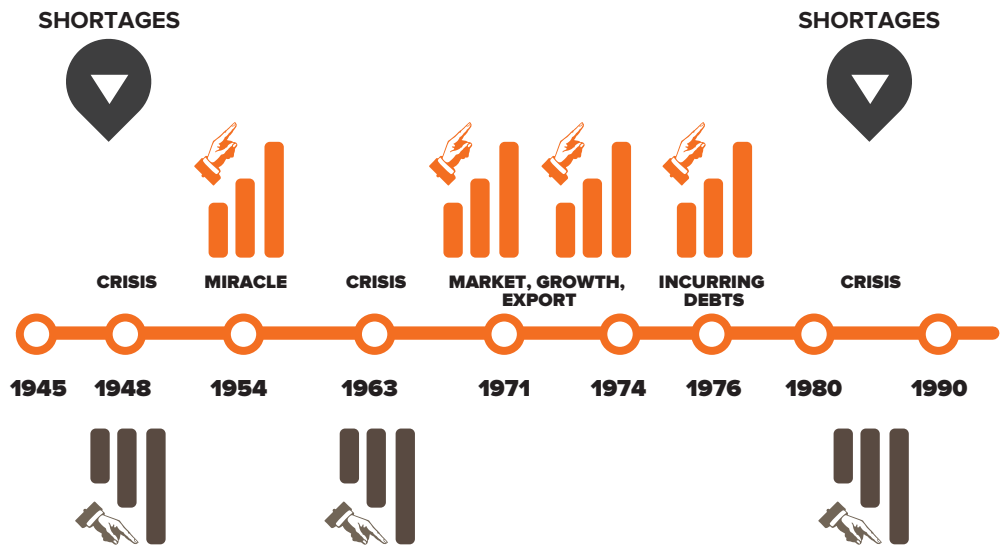 SHORTAGES
SHORTAGES
CRISIS
MIRACLE
CRISIS
MARKET, GROWTH,
EXPORT
INCURRING
DEBTS
CRISIS
1945
1948
1954
1963
1971
1974
1976
1980
1990